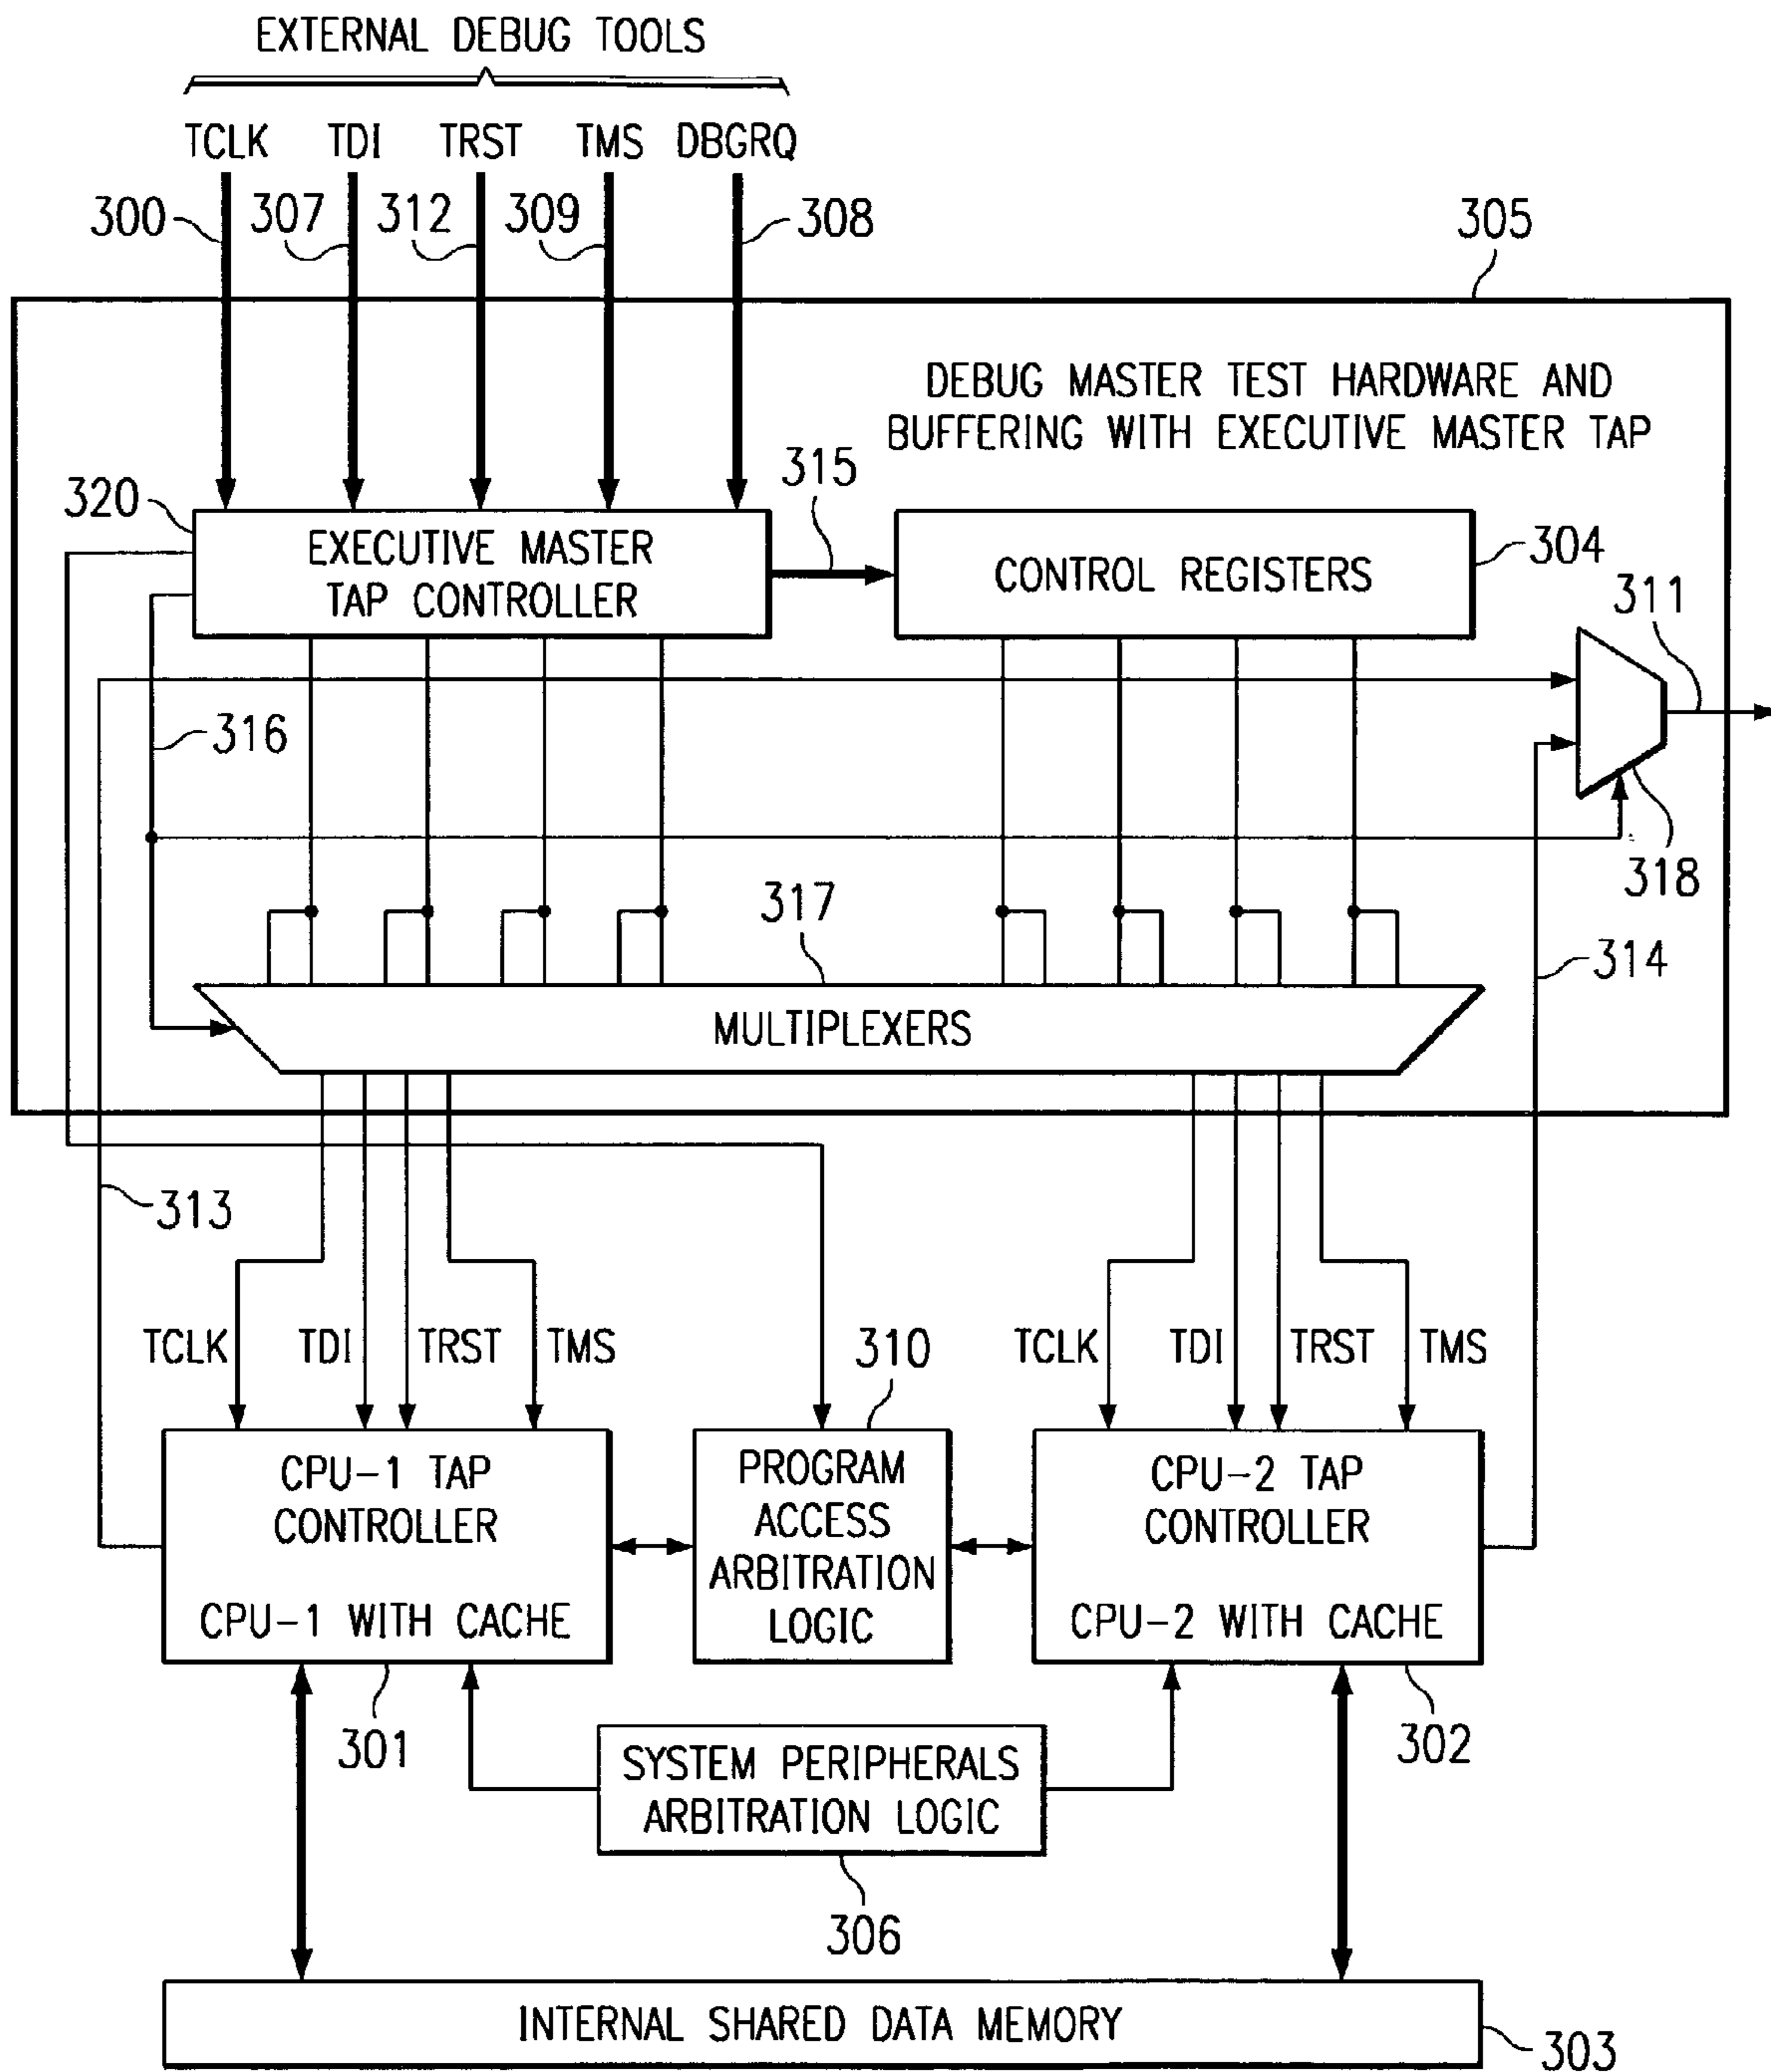 EXTERNAL DEBUG TOOLS
TCLK TDI TRST TMS DBGRQ
300 307 312 309 308
305
DEBUG MASTER TEST HARDWARE AND
BUFFERING WITH EXECUTIVE MASTER TAP
315
320
EXECUTIVE MASTER
TAP CONTROLLER
CONTROL REGISTERS
304
311
316
318
317
314
MULTIPLEXERS
313
TCLK TDI TRST TMS
310
TCLK TDI TRST TMS
CPU-1 TAP
CONTROLLER
CPU-1 WITH CACHE
PROGRAM
ACCESS
ARBITRATION
LOGIC
CPU-2 TAP
CONTROLLER
CPU-2 WITH CACHE
301
302
SYSTEM PERIPHERALS
ARBITRATION LOGIC
306
INTERNAL SHARED DATA MEMORY
303